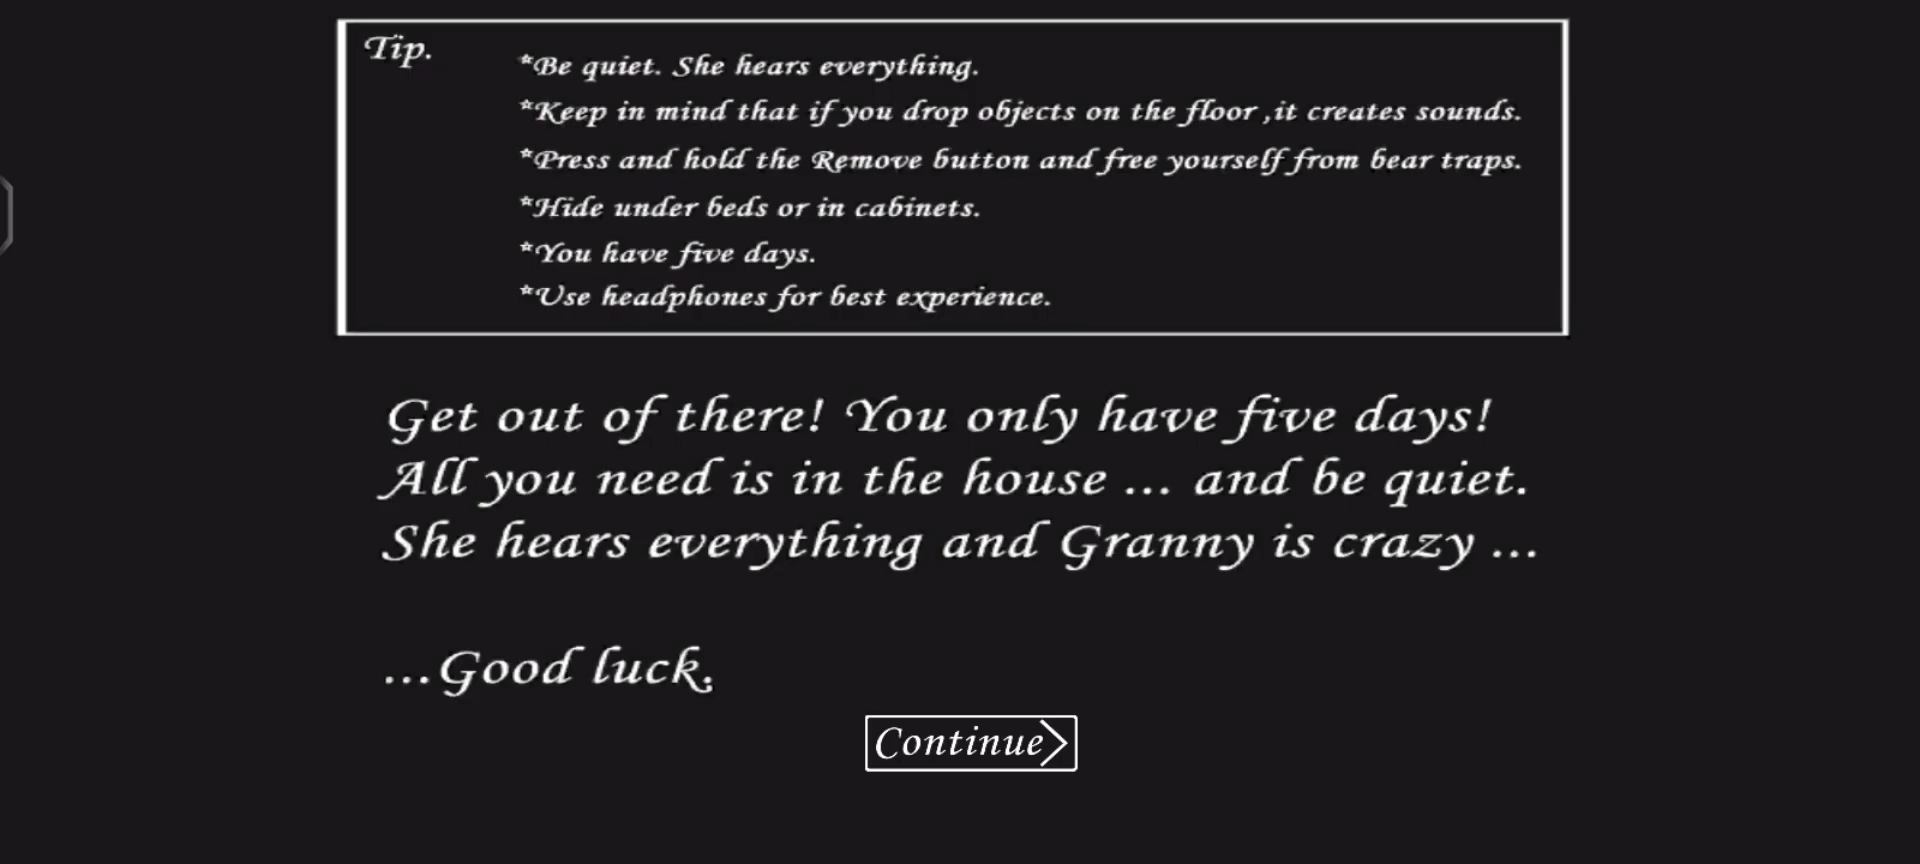 Tip.
*Be quiet. She hears everything.
*Keep in mind that if you drop objects on the floor ,it creates sounds.
*Press and hold the Remove button and free yourself from bear traps.
*Hide under beds or in cabinets.
*You have five days.
*Use headphones for best experience.
Get out of there! You only have five days!
All you need is in the house ... and be quiet.
She hears everything and Granny is crazy ...
...Good luck.
Continue